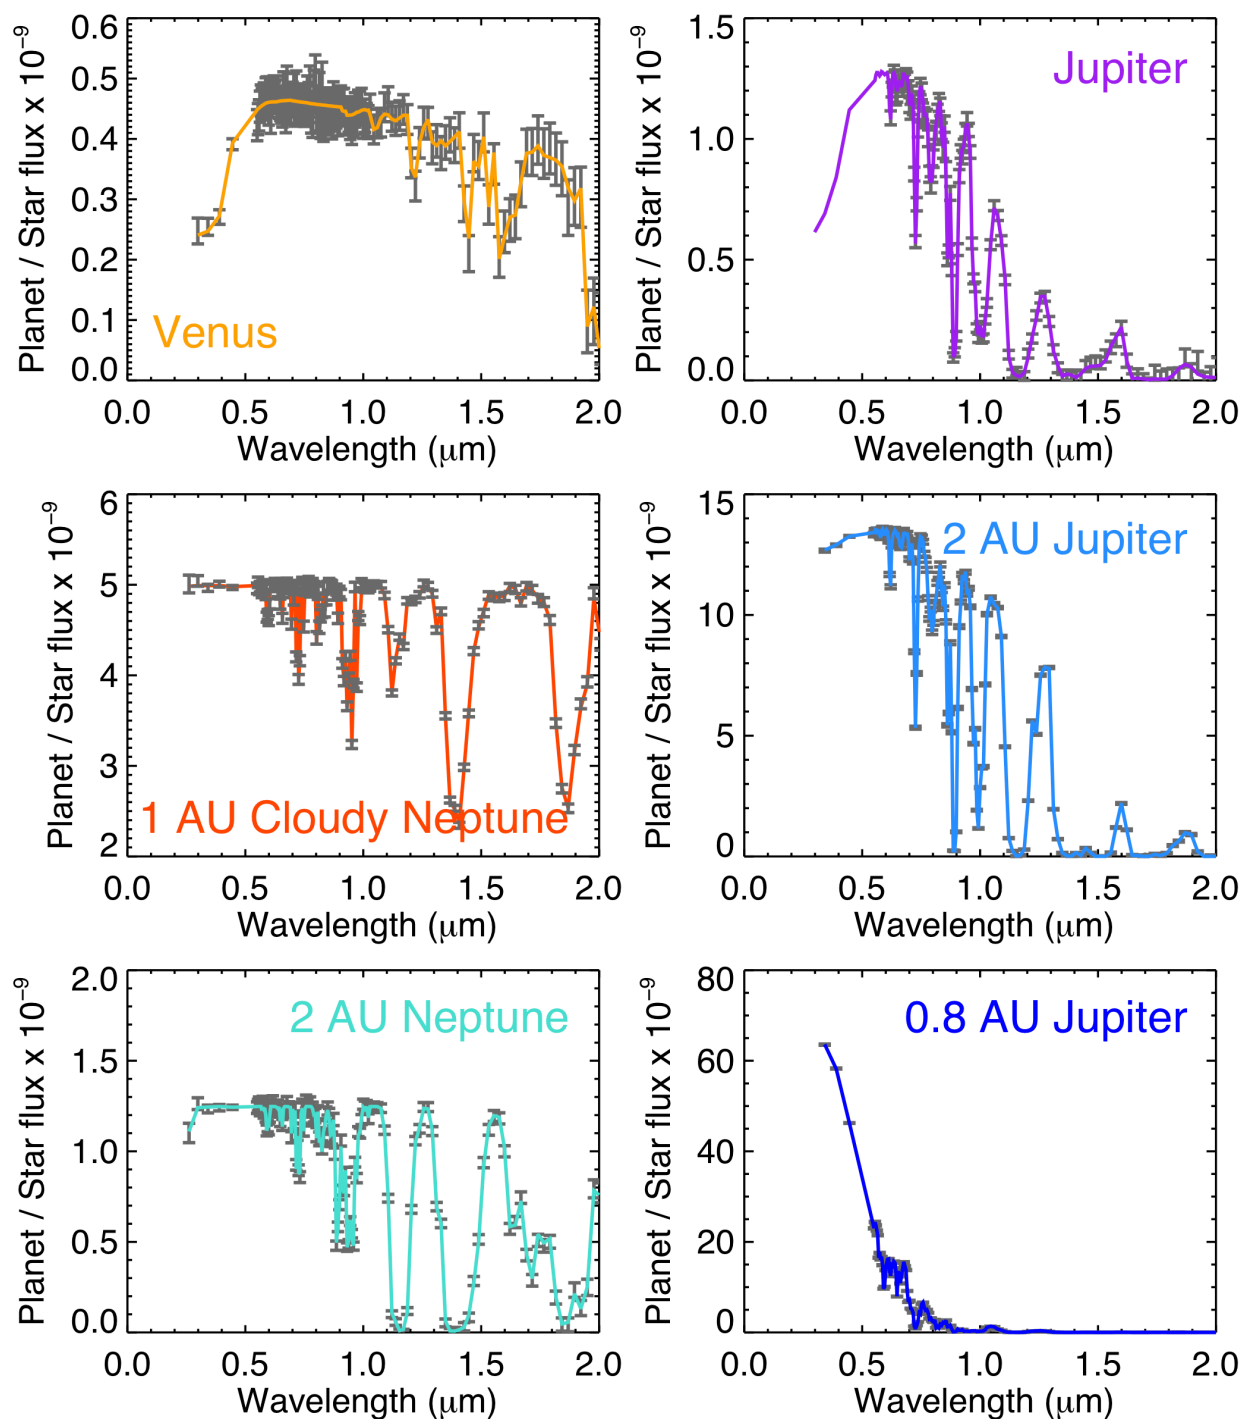 Planet / Star flux x 10⁻⁹
0.6
0.5
0.4
0.3
0.2
0.1
0.0
Venus
0.0 0.5 1.0 1.5 2.0
Wavelength (μm)
Planet / Star flux x 10⁻⁹
1.5
1.0
0.5
0.0
Jupiter
0.0 0.5 1.0 1.5 2.0
Wavelength (μm)
Planet / Star flux x 10⁻⁹
6
5
4
3
2
1 AU Cloudy Neptune
0.0 0.5 1.0 1.5 2.0
Wavelength (μm)
Planet / Star flux x 10⁻⁹
15
10
5
0
2 AU Jupiter
0.0 0.5 1.0 1.5 2.0
Wavelength (μm)
Planet / Star flux x 10⁻⁹
2.0
1.5
1.0
0.5
0.0
2 AU Neptune
0.0 0.5 1.0 1.5 2.0
Wavelength (μm)
Planet / Star flux x 10⁻⁹
80
60
40
20
0
0.8 AU Jupiter
0.0 0.5 1.0 1.5 2.0
Wavelength (μm)